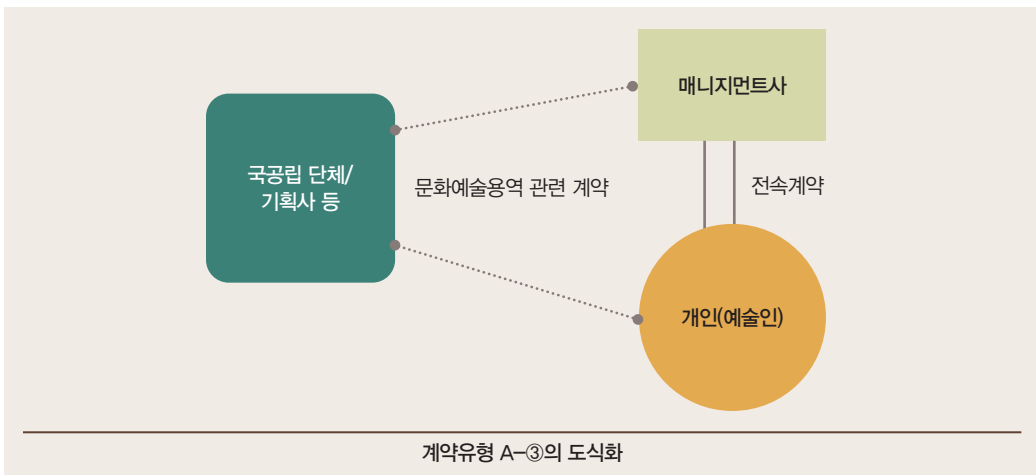 매니지먼트사
국공립 단체/
기획사 등
문화예술용역 관련 계약
전속계약
개인(예술인)
계약유형 A-③의 도식화